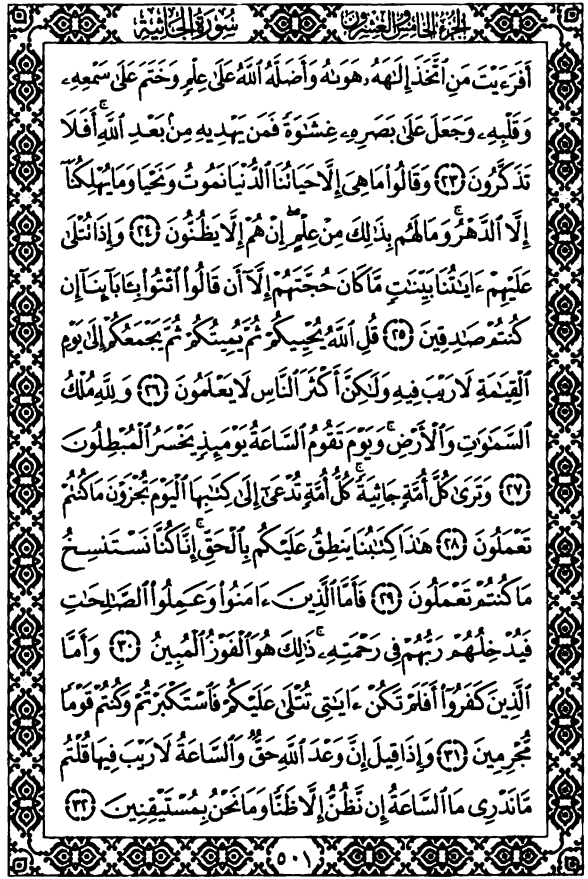 سُورَةُ الجَاثِيَةِ الجزء الخامس والعشرون
أَفَرَءَيْتَ مَنِ ٱتَّخَذَ إِلَٰهَهُۥ هَوَىٰهُ وَأَضَلَّهُ ٱللَّهُ عَلَىٰ عِلْمٍ وَخَتَمَ عَلَىٰ سَمْعِهِۦ
وَقَلْبِهِۦ وَجَعَلَ عَلَىٰ بَصَرِهِۦ غِشَٰوَةً فَمَن يَهْدِيهِ مِنۢ بَعْدِ ٱللَّهِ ۚ أَفَلَا
تَذَكَّرُونَ ٢٣ وَقَالُوا۟ مَا هِىَ إِلَّا حَيَاتُنَا ٱلدُّنْيَا نَمُوتُ وَنَحْيَا وَمَا يُهْلِكُنَآ
إِلَّا ٱلدَّهْرُ ۚ وَمَا لَهُم بِذَٰلِكَ مِنْ عِلْمٍ ۖ إِنْ هُمْ إِلَّا يَظُنُّونَ ٢٤ وَإِذَا تُتْلَىٰ
عَلَيْهِمْ ءَايَٰتُنَا بَيِّنَٰتٍ مَّا كَانَ حُجَّتَهُمْ إِلَّآ أَن قَالُوا۟ ٱئْتُوا۟ بِـَٔابَآئِنَآ إِن
كُنتُمْ صَٰدِقِينَ ٢٥ قُلِ ٱللَّهُ يُحْيِيكُمْ ثُمَّ يُمِيتُكُمْ ثُمَّ يَجْمَعُكُمْ إِلَىٰ يَوْمِ
ٱلْقِيَٰمَةِ لَا رَيْبَ فِيهِ وَلَٰكِنَّ أَكْثَرَ ٱلنَّاسِ لَا يَعْلَمُونَ ٢٦ وَلِلَّهِ مُلْكُ
ٱلسَّمَٰوَٰتِ وَٱلْأَرْضِ ۚ وَيَوْمَ تَقُومُ ٱلسَّاعَةُ يَوْمَئِذٍ يَخْسَرُ ٱلْمُبْطِلُونَ
٢٧ وَتَرَىٰ كُلَّ أُمَّةٍ جَاثِيَةً ۚ كُلُّ أُمَّةٍ تُدْعَىٰٓ إِلَىٰ كِتَٰبِهَا ٱلْيَوْمَ تُجْزَوْنَ مَا كُنتُمْ
تَعْمَلُونَ ٢٨ هَٰذَا كِتَٰبُنَا يَنطِقُ عَلَيْكُم بِٱلْحَقِّ ۚ إِنَّا كُنَّا نَسْتَنسِخُ
مَا كُنتُمْ تَعْمَلُونَ ٢٩ فَأَمَّا ٱلَّذِينَ ءَامَنُوا۟ وَعَمِلُوا۟ ٱلصَّٰلِحَٰتِ
فَيُدْخِلُهُمْ رَبُّهُمْ فِى رَحْمَتِهِۦ ۚ ذَٰلِكَ هُوَ ٱلْفَوْزُ ٱلْمُبِينُ ٣٠ وَأَمَّا
ٱلَّذِينَ كَفَرُوٓا۟ أَفَلَمْ تَكُنْ ءَايَٰتِى تُتْلَىٰ عَلَيْكُمْ فَٱسْتَكْبَرْتُمْ وَكُنتُمْ قَوْمًا
مُّجْرِمِينَ ٣١ وَإِذَا قِيلَ إِنَّ وَعْدَ ٱللَّهِ حَقٌّ وَٱلسَّاعَةُ لَا رَيْبَ فِيهَا قُلْتُم
مَّا نَدْرِى مَا ٱلسَّاعَةُ إِن نَّظُنُّ إِلَّا ظَنًّا وَمَا نَحْنُ بِمُسْتَيْقِنِينَ ٣٢
٥٠١